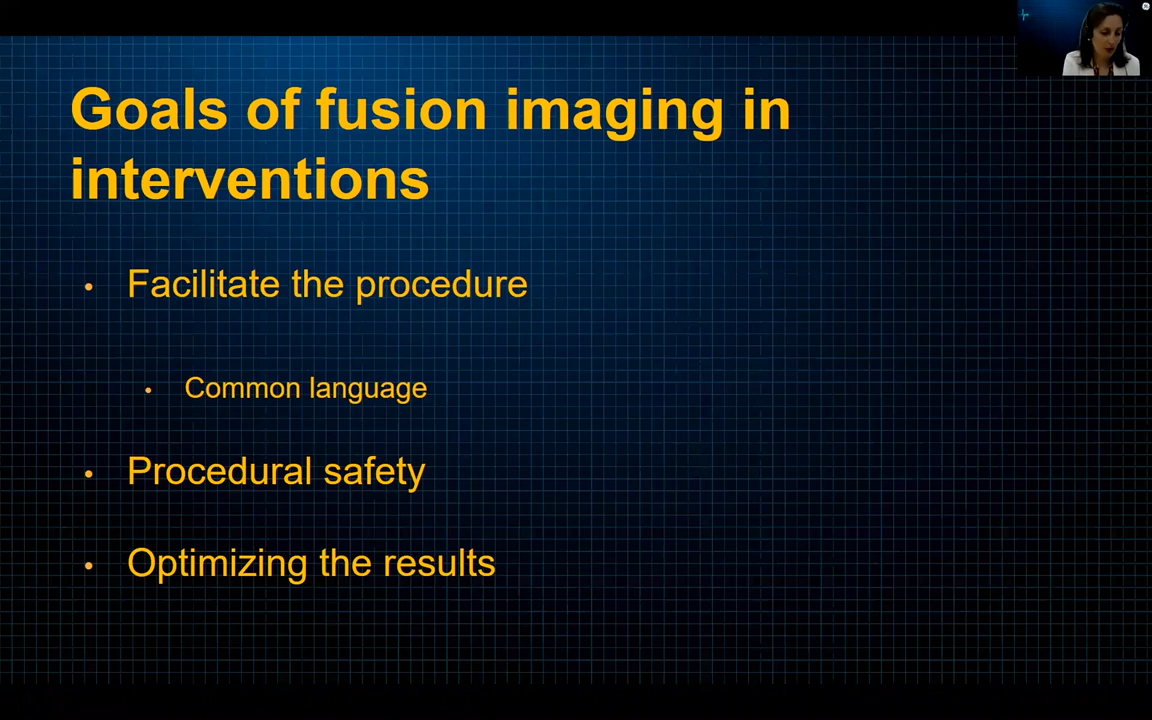 Goals of fusion imaging in
interventions
• Facilitate the procedure
• Common language
• Procedural safety
• Optimizing the results